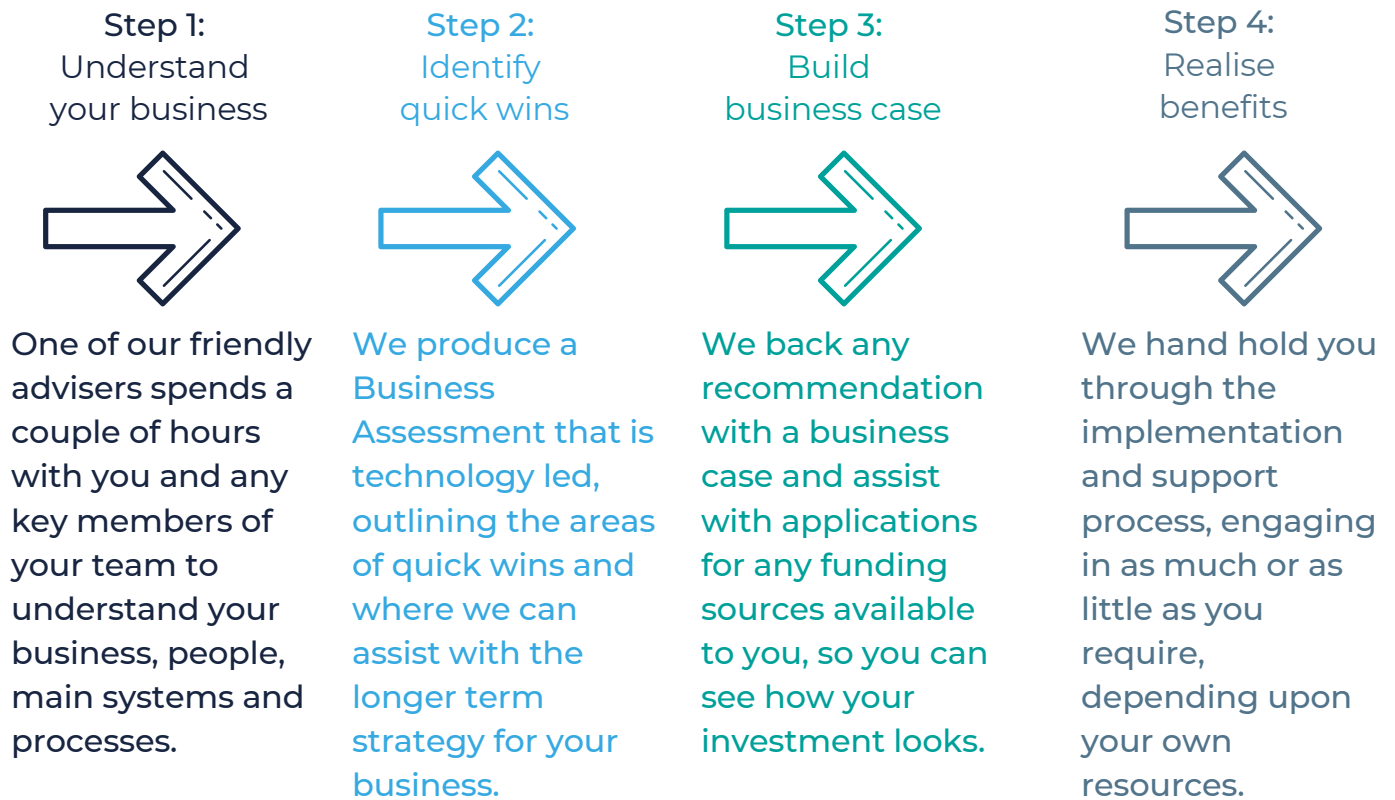 Step 1:
Understand
your business
One of our friendly
advisers spends a
couple of hours
with you and any
key members of
your team to
understand your
business, people,
main systems and
processes.
Step 2:
Identify
quick wins
We produce a
Business
Assessment that is
technology led,
outlining the areas
of quick wins and
where we can
assist with the
longer term
strategy for your
business.
Step 3:
Build
business case
We back any
recommendation
with a business
case and assist
with applications
for any funding
sources available
to you, so you can
see how your
investment looks.
Step 4:
Realise
benefits
We hand hold you
through the
implementation
and support
process, engaging
in as much or as
little as you
require,
depending upon
your own
resources.